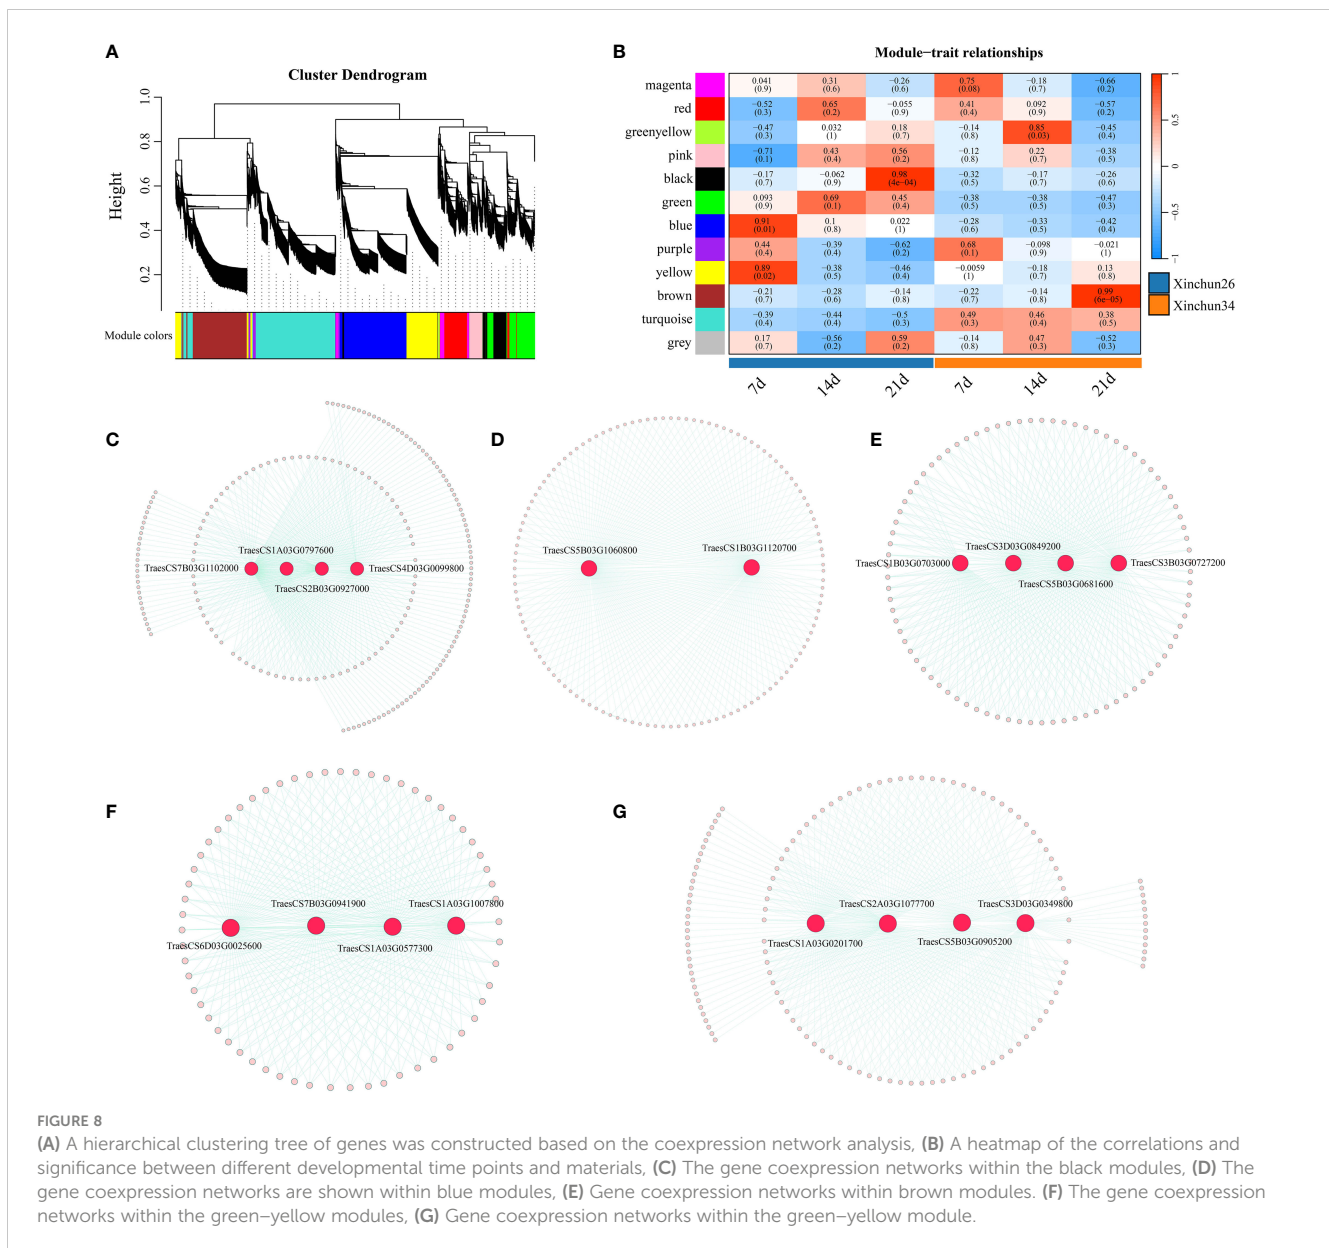 A
Cluster Dendrogram
Height
1.0
0.8
0.6
0.4
0.2
Module colors
B
Module−trait relationships
magenta 0.041 0.31 −0.26 0.75 −0.18 −0.66
(0.9) (0.6) (0.6) (0.08) (0.7) (0.2)
red −0.52 0.65 −0.055 0.41 0.092 −0.57
(0.3) (0.2) (0.9) (0.4) (0.9) (0.2)
greenyellow −0.47 0.032 0.18 −0.14 0.85 −0.45
(0.3) (1) (0.7) (0.8) (0.03) (0.4)
pink −0.71 0.43 0.56 −0.12 0.22 −0.38
(0.1) (0.4) (0.2) (0.8) (0.7) (0.5)
black −0.17 −0.062 0.98 −0.32 −0.17 −0.26
(0.7) (0.9) (4e−04) (0.5) (0.7) (0.6)
green 0.093 0.69 0.45 −0.38 −0.38 −0.47
(0.9) (0.1) (0.4) (0.5) (0.5) (0.3)
blue 0.91 0.1 0.022 −0.28 −0.33 −0.42
(0.01) (0.8) (1) (0.6) (0.5) (0.4)
purple 0.44 −0.39 −0.62 0.68 −0.098 −0.021
(0.4) (0.4) (0.2) (0.1) (0.9) (1)
yellow 0.89 −0.38 −0.46 −0.0059 −0.18 0.13
(0.02) (0.5) (0.4) (1) (0.7) (0.8)
brown −0.21 −0.28 −0.14 −0.22 −0.14 0.99
(0.7) (0.6) (0.8) (0.7) (0.8) (6e−05)
turquoise −0.39 −0.44 −0.5 0.49 0.46 0.38
(0.4) (0.4) (0.3) (0.3) (0.4) (0.5)
grey 0.17 −0.56 0.59 −0.14 0.47 −0.52
(0.7) (0.2) (0.2) (0.8) (0.3) (0.3)
7d 14d 21d 7d 14d 21d
1
0.5
0
−0.5
−1
Xinchun26
Xinchun34
C
TraesCS1A03G0797600
TraesCS7B03G1102000 TraesCS4D03G0099800
TraesCS2B03G0927000
D
TraesCS5B03G1060800 TraesCS1B03G1120700
E
TraesCS3D03G0849200
TraesCS1B03G0703000 TraesCS3B03G0727200
TraesCS5B03G0681600
F
TraesCS7B03G0941900 TraesCS1A03G1007800
TraesCS6D03G0025600 TraesCS1A03G0577300
G
TraesCS2A03G1077700 TraesCS3D03G0349800
TraesCS1A03G0201700 TraesCS5B03G0905200
FIGURE 8
(A) A hierarchical clustering tree of genes was constructed based on the coexpression network analysis, (B) A heatmap of the correlations and
significance between different developmental time points and materials, (C) The gene coexpression networks within the black modules, (D) The
gene coexpression networks are shown within blue modules, (E) Gene coexpression networks within brown modules. (F) The gene coexpression
networks within the green–yellow modules, (G) Gene coexpression networks within the green–yellow module.